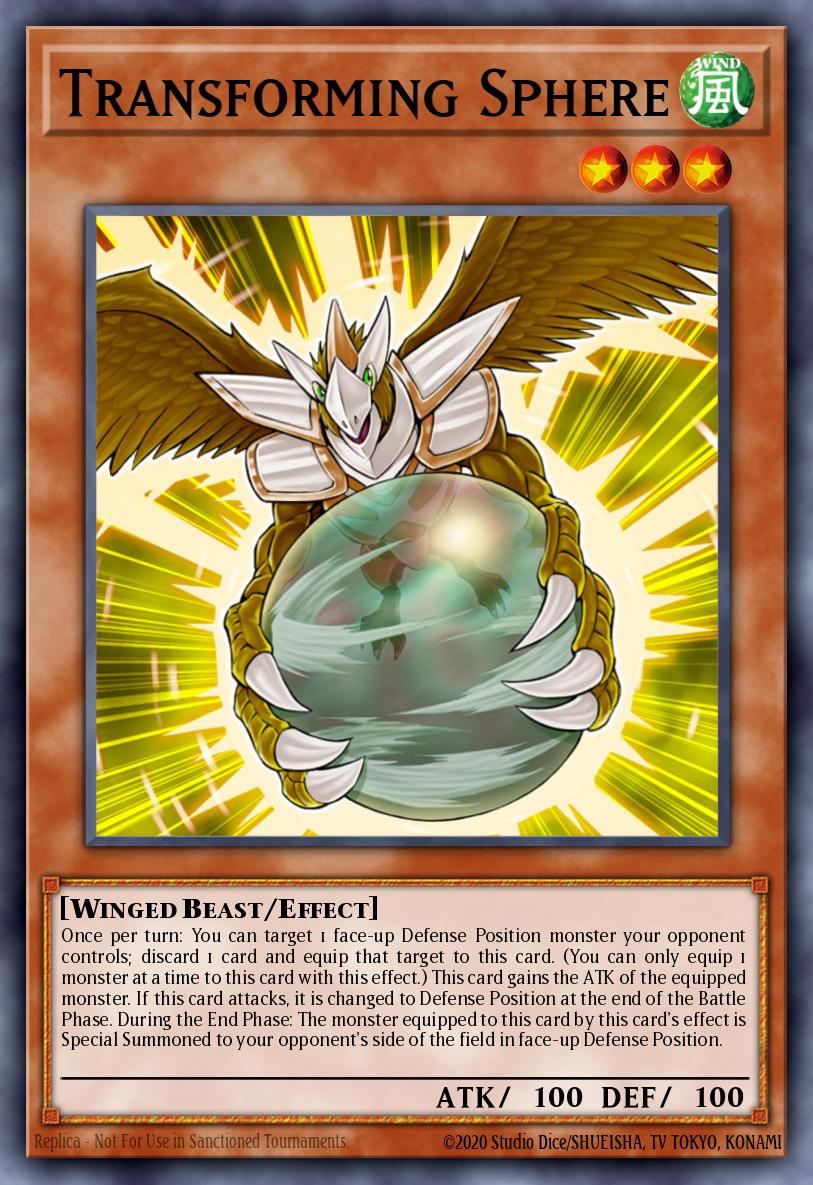 TRANSFORMING SPHERE
WIND
風
[WINGED BEAST/EFFECT]
Once per turn: You can target 1 face-up Defense Position monster your opponent
controls; discard 1 card and equip that target to this card. (You can only equip 1
monster at a time to this card with this effect.) This card gains the ATK of the equipped
monster. If this card attacks, it is changed to Defense Position at the end of the Battle
Phase. During the End Phase: The monster equipped to this card by this card's effect is
Special Summoned to your opponent's side of the field in face-up Defense Position.
ATK/ 100 DEF/ 100
Replica - Not For Use in Sanctioned Tournaments.
©2020 Studio Dice/SHUEISHA, TV TOKYO, KONAMI